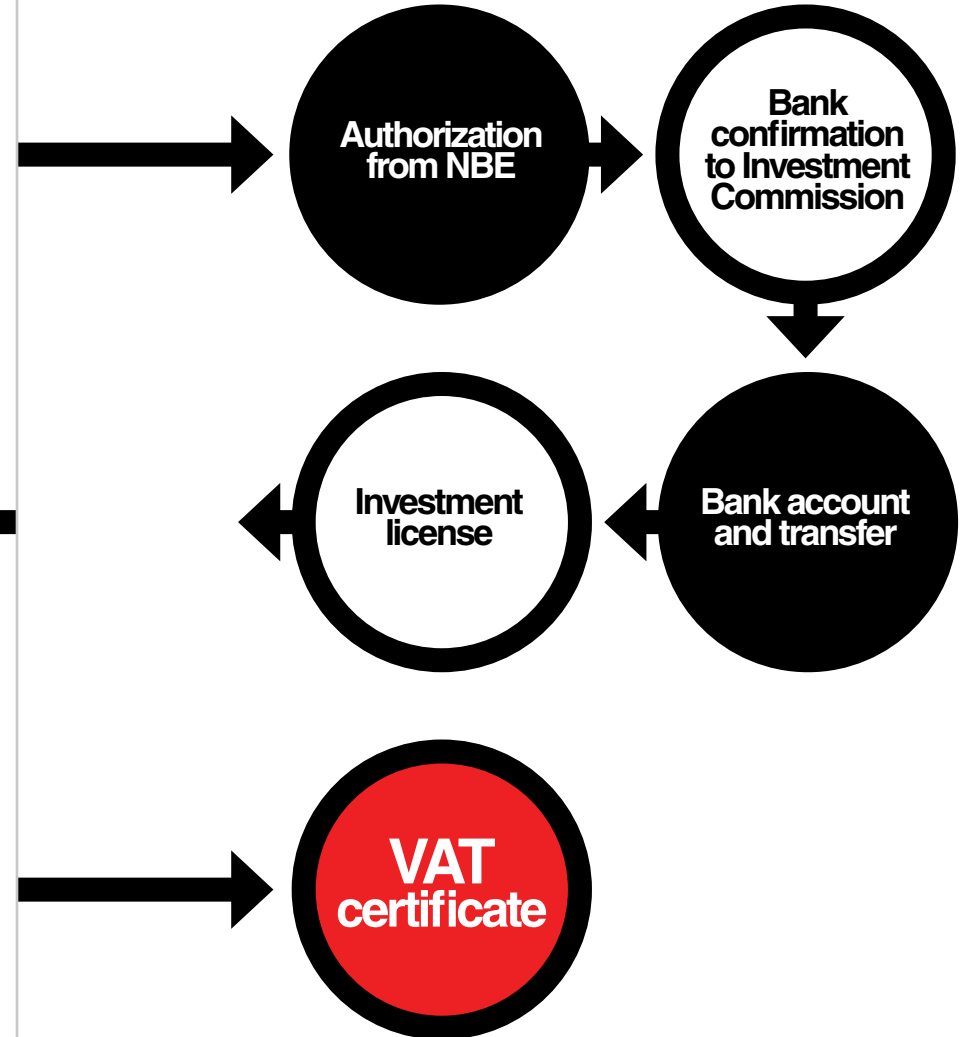 Authorization
from NBE
Bank
confirmation
to Investment
Commission
Investment
license
Bank account
and transfer
VAT
certificate